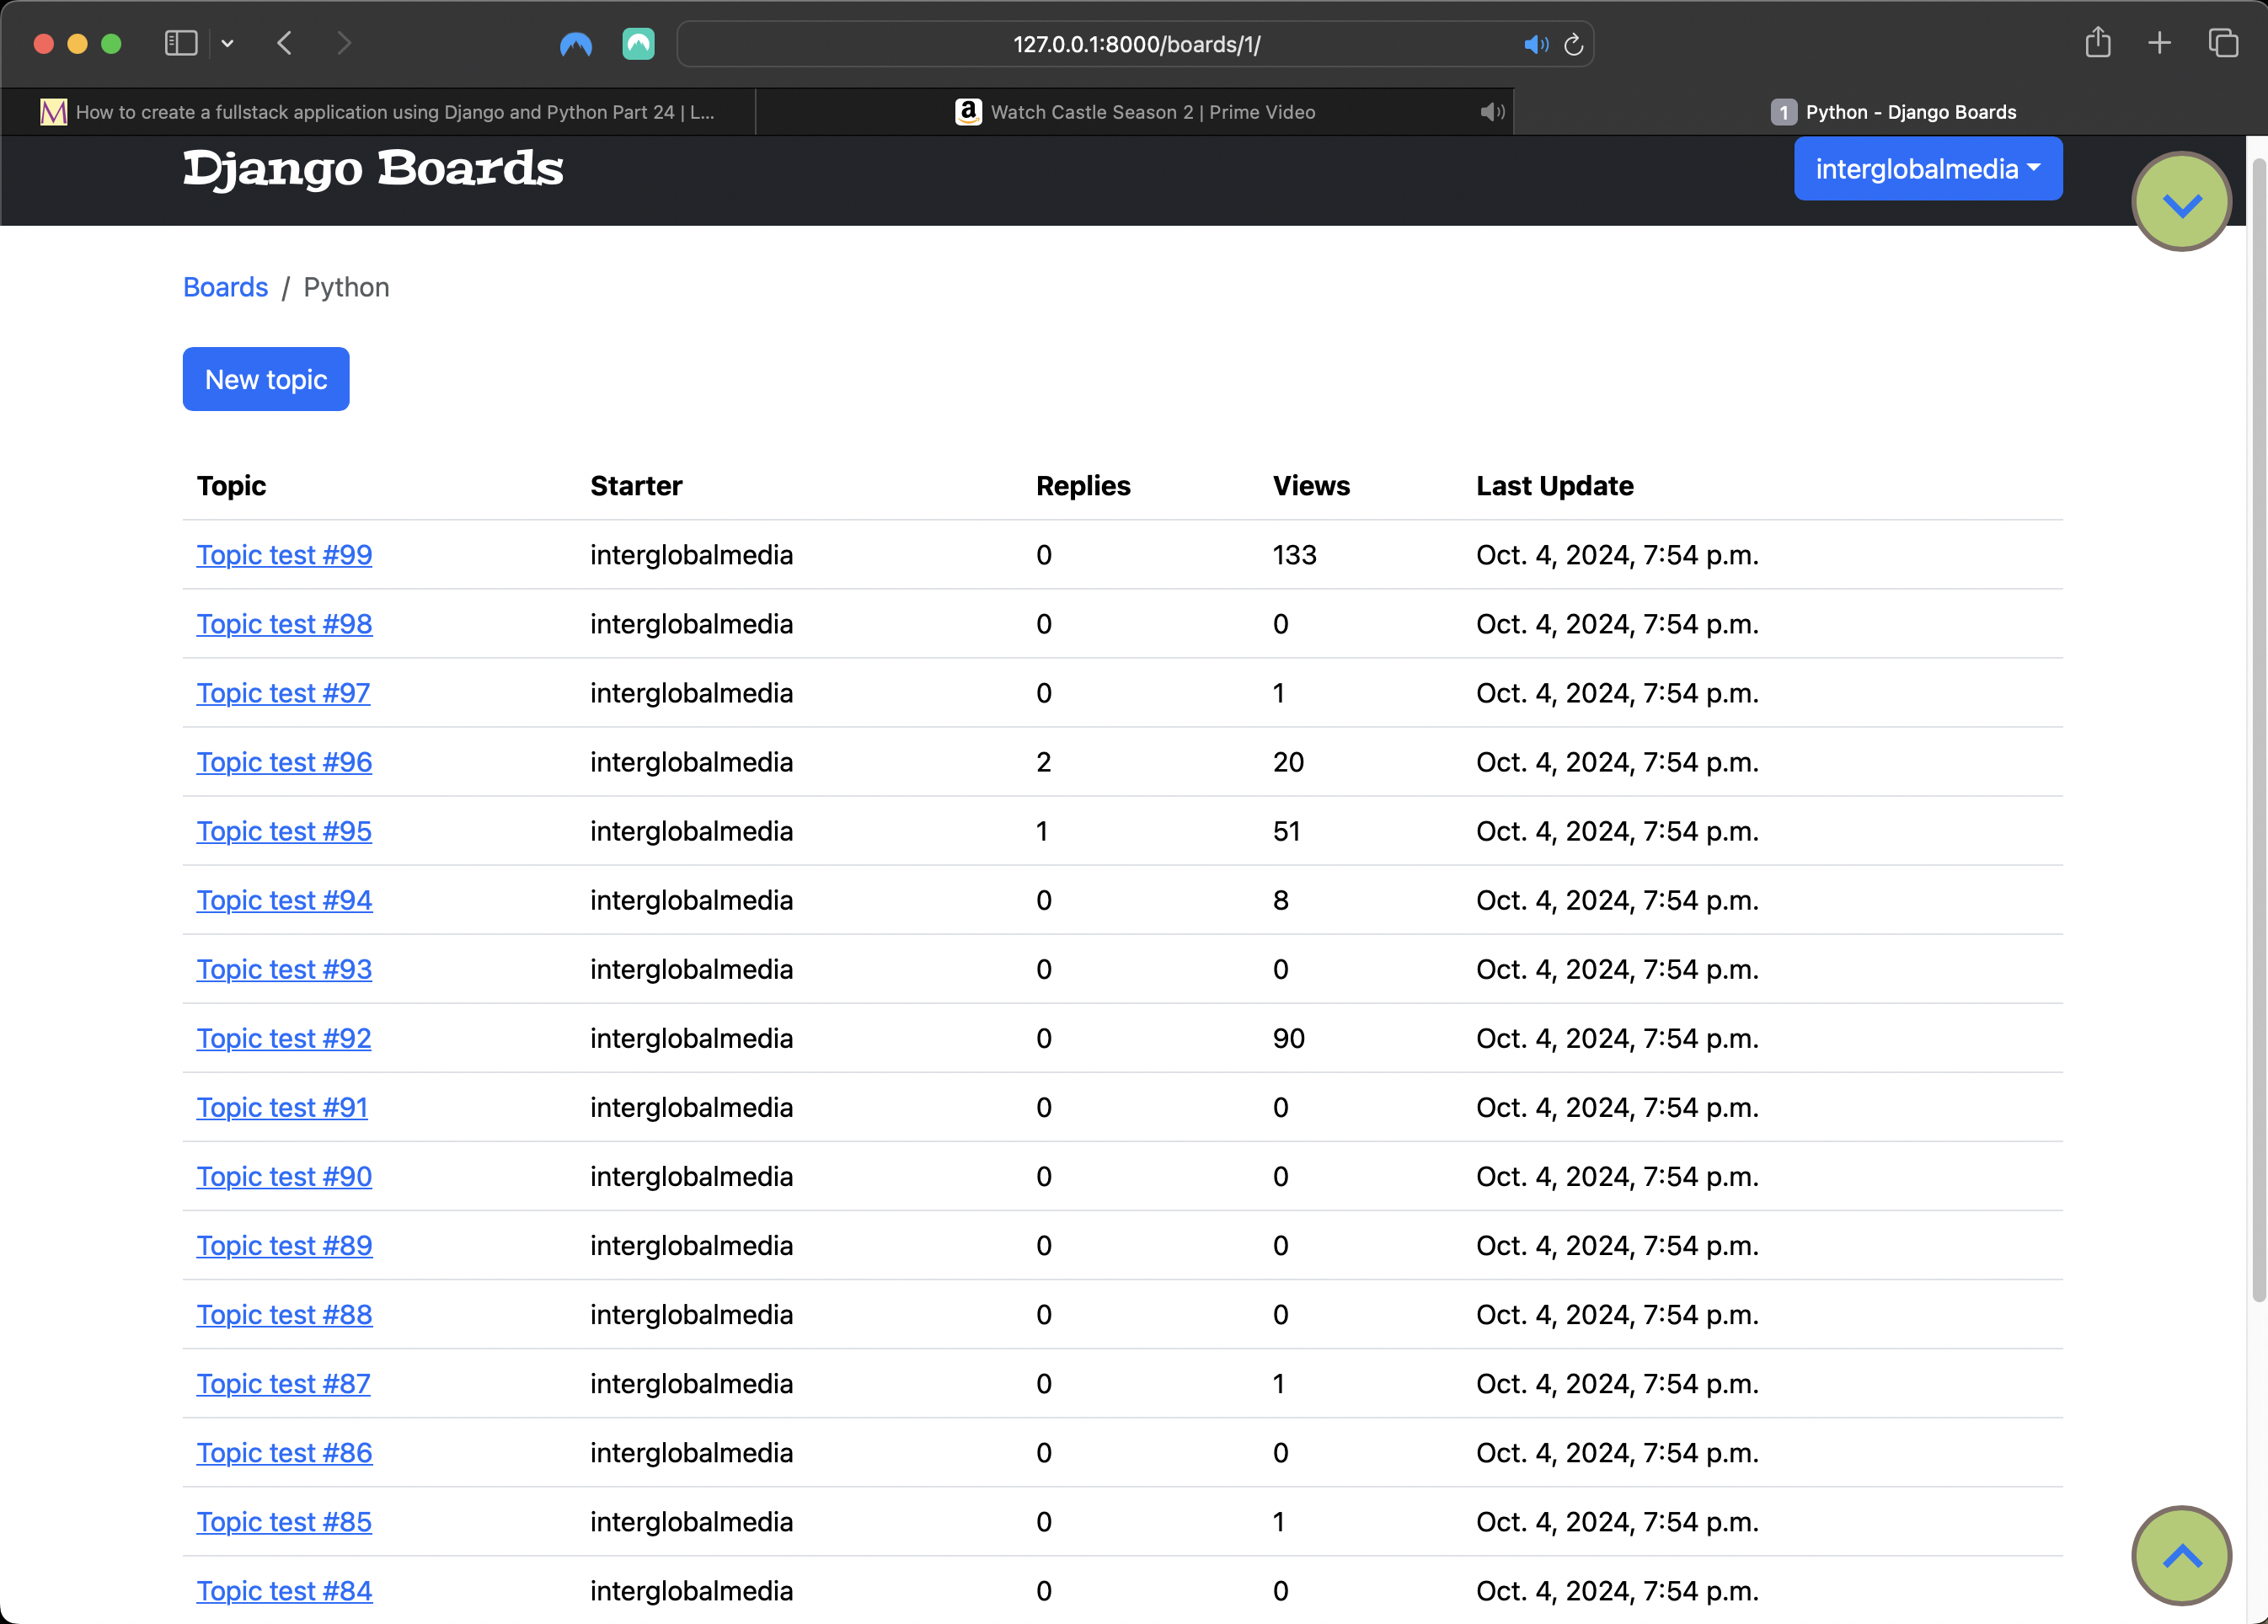 127.0.0.1:8000/boards/1/
How to create a fullstack application using Django and Python Part 24 | L...
Watch Castle Season 2 | Prime Video
1 Python - Django Boards
Django Boards
interglobalmedia
Boards / Python
New topic
Topic Starter Replies Views Last Update
Topic test #99 interglobalmedia 0 133 Oct. 4, 2024, 7:54 p.m.
Topic test #98 interglobalmedia 0 0 Oct. 4, 2024, 7:54 p.m.
Topic test #97 interglobalmedia 0 1 Oct. 4, 2024, 7:54 p.m.
Topic test #96 interglobalmedia 2 20 Oct. 4, 2024, 7:54 p.m.
Topic test #95 interglobalmedia 1 51 Oct. 4, 2024, 7:54 p.m.
Topic test #94 interglobalmedia 0 8 Oct. 4, 2024, 7:54 p.m.
Topic test #93 interglobalmedia 0 0 Oct. 4, 2024, 7:54 p.m.
Topic test #92 interglobalmedia 0 90 Oct. 4, 2024, 7:54 p.m.
Topic test #91 interglobalmedia 0 0 Oct. 4, 2024, 7:54 p.m.
Topic test #90 interglobalmedia 0 0 Oct. 4, 2024, 7:54 p.m.
Topic test #89 interglobalmedia 0 0 Oct. 4, 2024, 7:54 p.m.
Topic test #88 interglobalmedia 0 0 Oct. 4, 2024, 7:54 p.m.
Topic test #87 interglobalmedia 0 1 Oct. 4, 2024, 7:54 p.m.
Topic test #86 interglobalmedia 0 0 Oct. 4, 2024, 7:54 p.m.
Topic test #85 interglobalmedia 0 1 Oct. 4, 2024, 7:54 p.m.
Topic test #84 interglobalmedia 0 0 Oct. 4, 2024, 7:54 p.m.